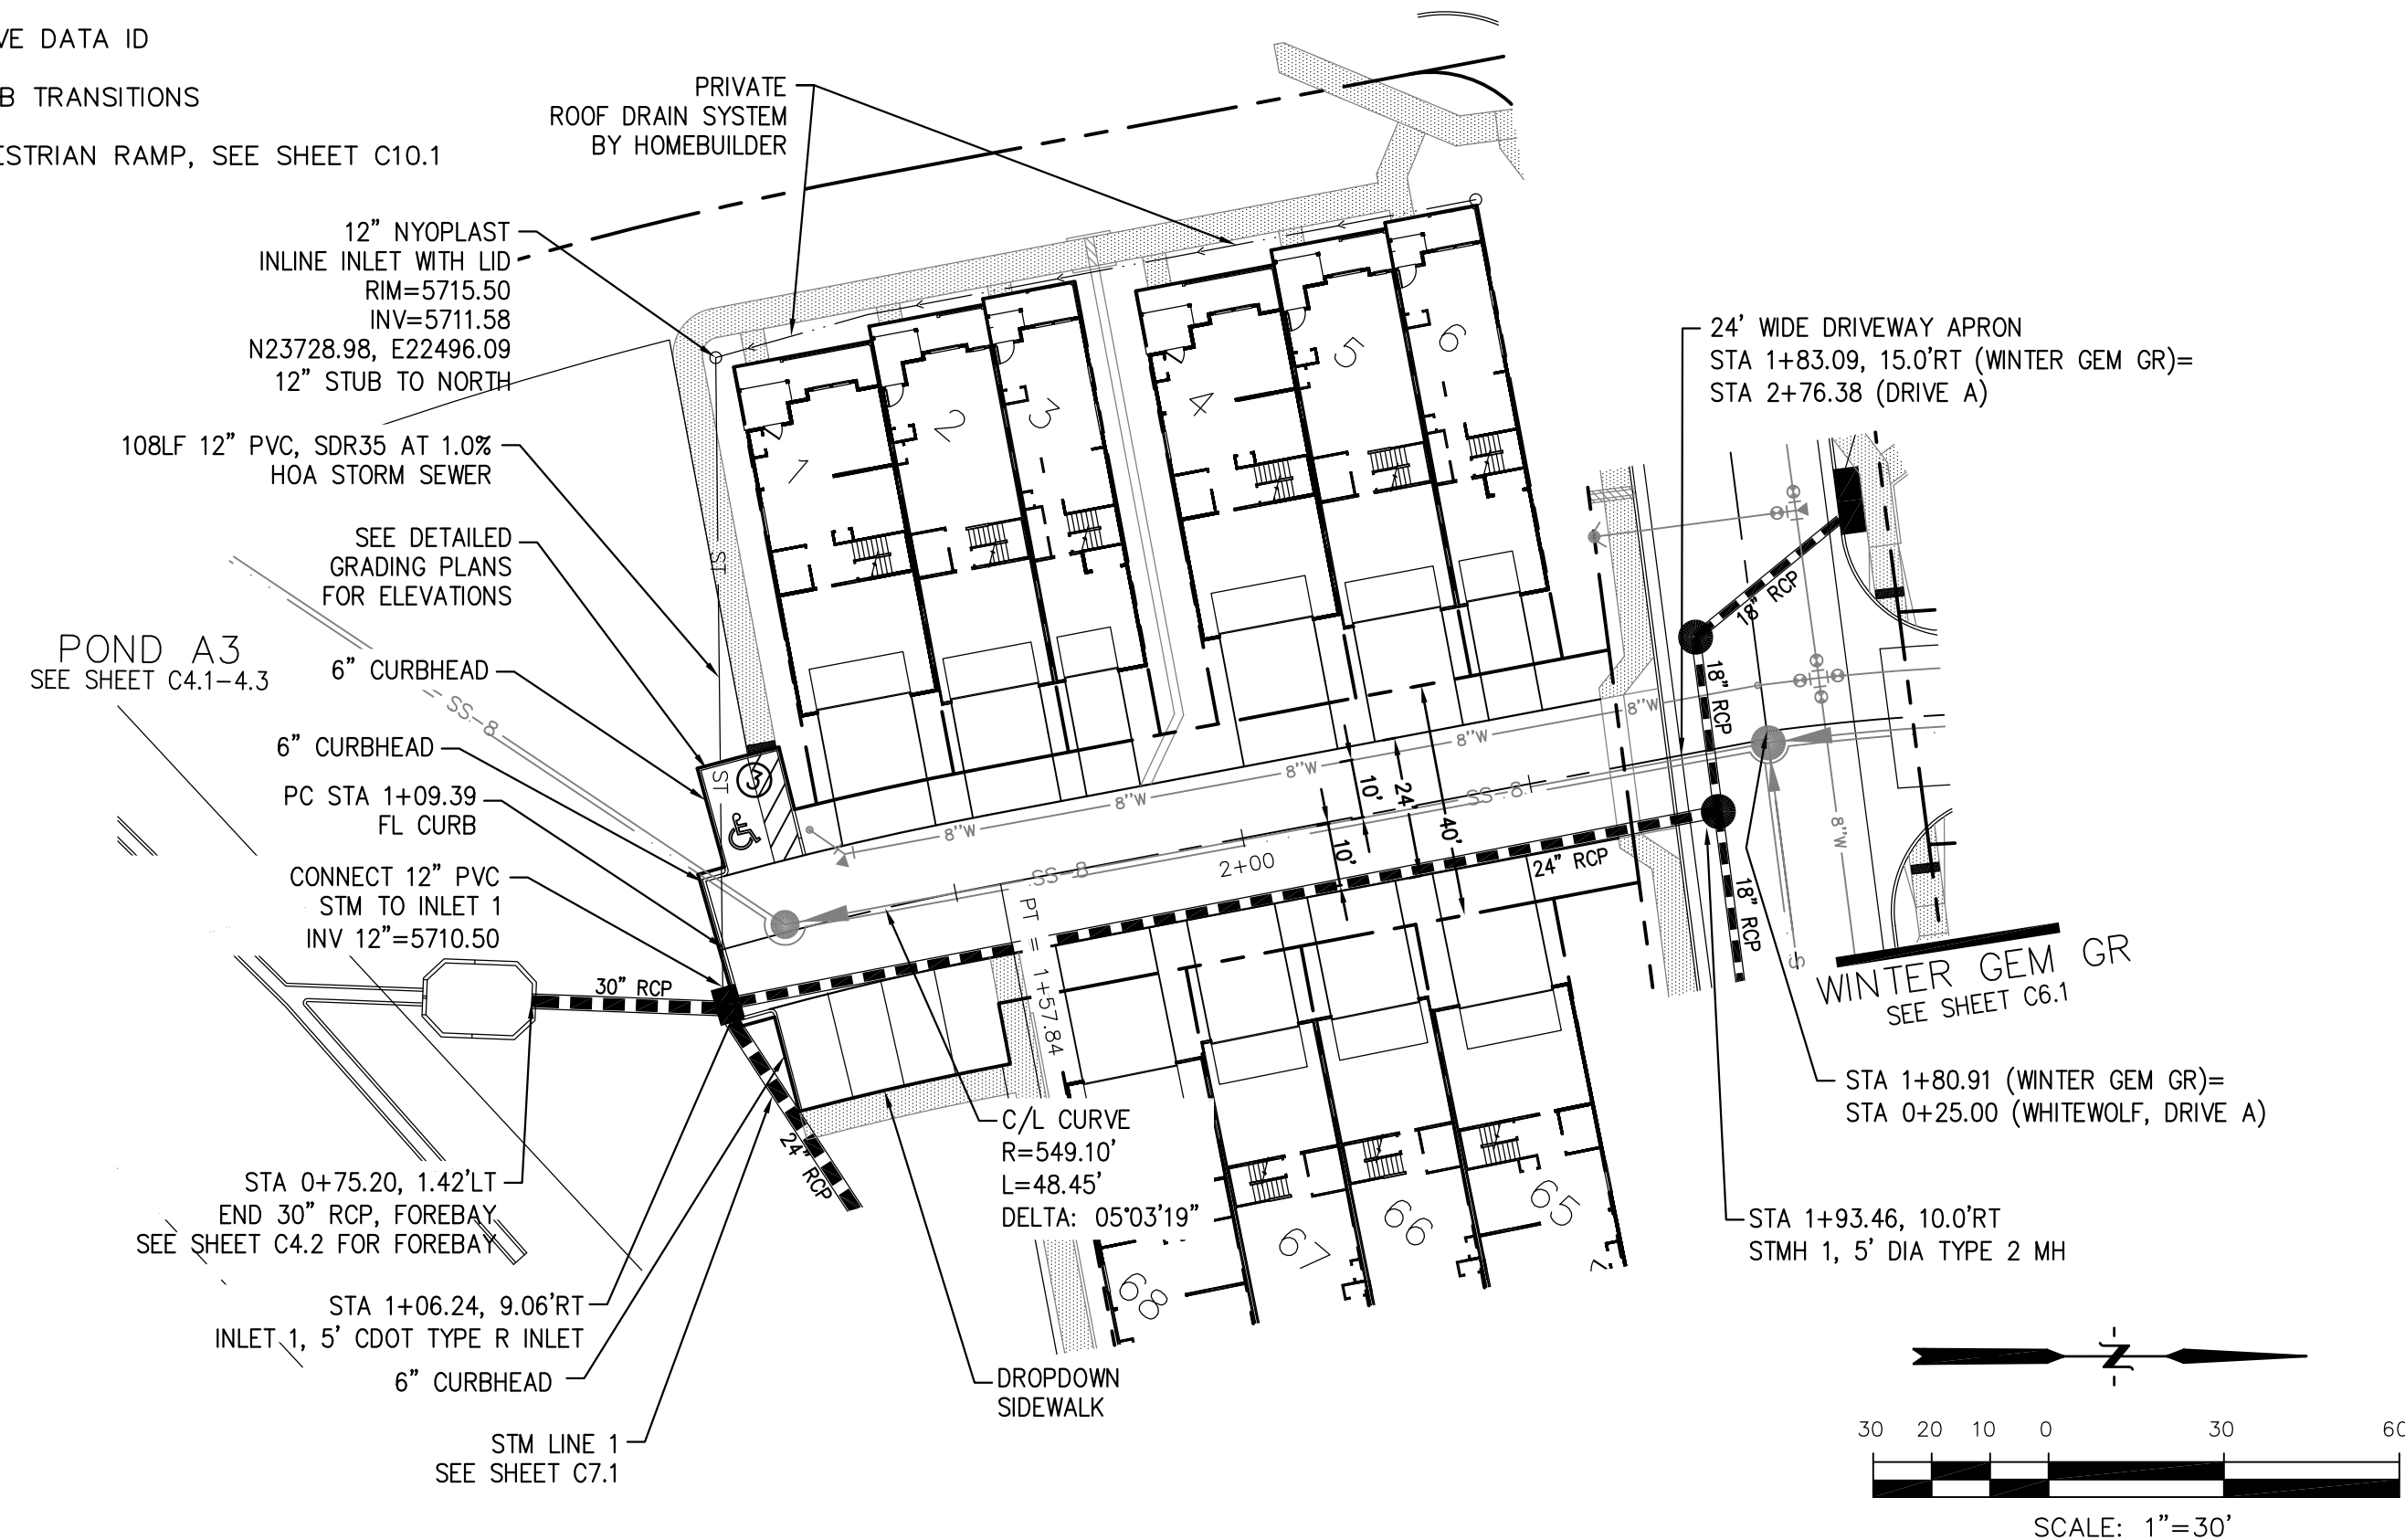 VE DATA ID
B TRANSITIONS
ESTRIAN RAMP, SEE SHEET C10.1
PRIVATE
ROOF DRAIN SYSTEM
BY HOMEBUILDER
12" NYOPLAST
INLINE INLET WITH LID
RIM=5715.50
INV=5711.58
N23728.98, E22496.09
12" STUB TO NORTH
108LF 12" PVC, SDR35 AT 1.0%
HOA STORM SEWER
SEE DETAILED
GRADING PLANS
FOR ELEVATIONS
POND A3
SEE SHEET C4.1-4.3
6" CURBHEAD
6" CURBHEAD
PC STA 1+09.39
FL CURB
CONNECT 12" PVC
STM TO INLET 1
INV 12"=5710.50
30" RCP
STA 0+75.20, 1.42'LT
END 30" RCP, FOREBAY
SEE SHEET C4.2 FOR FOREBAY
STA 1+06.24, 9.06'RT
INLET 1, 5' CDOT TYPE R INLET
6" CURBHEAD
STM LINE 1
SEE SHEET C7.1
24" RCP
SS-8
ST
ST
1
2
3
4
5
6
8"W
8"W
8"W
8"W
8"W
SS-8
SS-8
2+00
10'
10'
24'
40'
24" RCP
PT = 1+57.84
C/L CURVE
R=549.10'
L=48.45'
DELTA: 05°03'19"
DROPDOWN
SIDEWALK
68
67
66
65
24' WIDE DRIVEWAY APRON
STA 1+83.09, 15.0'RT (WINTER GEM GR)=
STA 2+76.38 (DRIVE A)
18" RCP
18" RCP
18" RCP
8"W
S
WINTER GEM GR
SEE SHEET C6.1
STA 1+80.91 (WINTER GEM GR)=
STA 0+25.00 (WHITEWOLF, DRIVE A)
STA 1+93.46, 10.0'RT
STMH 1, 5' DIA TYPE 2 MH
N
30 20 10 0 30 60
SCALE: 1"=30'